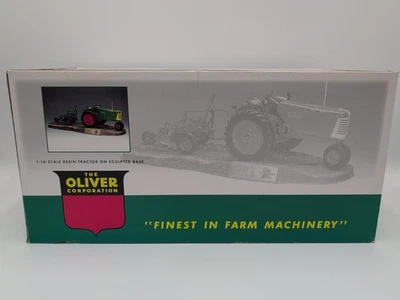 1:16 SCALE RESIN TRACTOR ON SCULPTED BASE
THE
OLIVER
CORPORATION
"FINEST IN FARM MACHINERY"